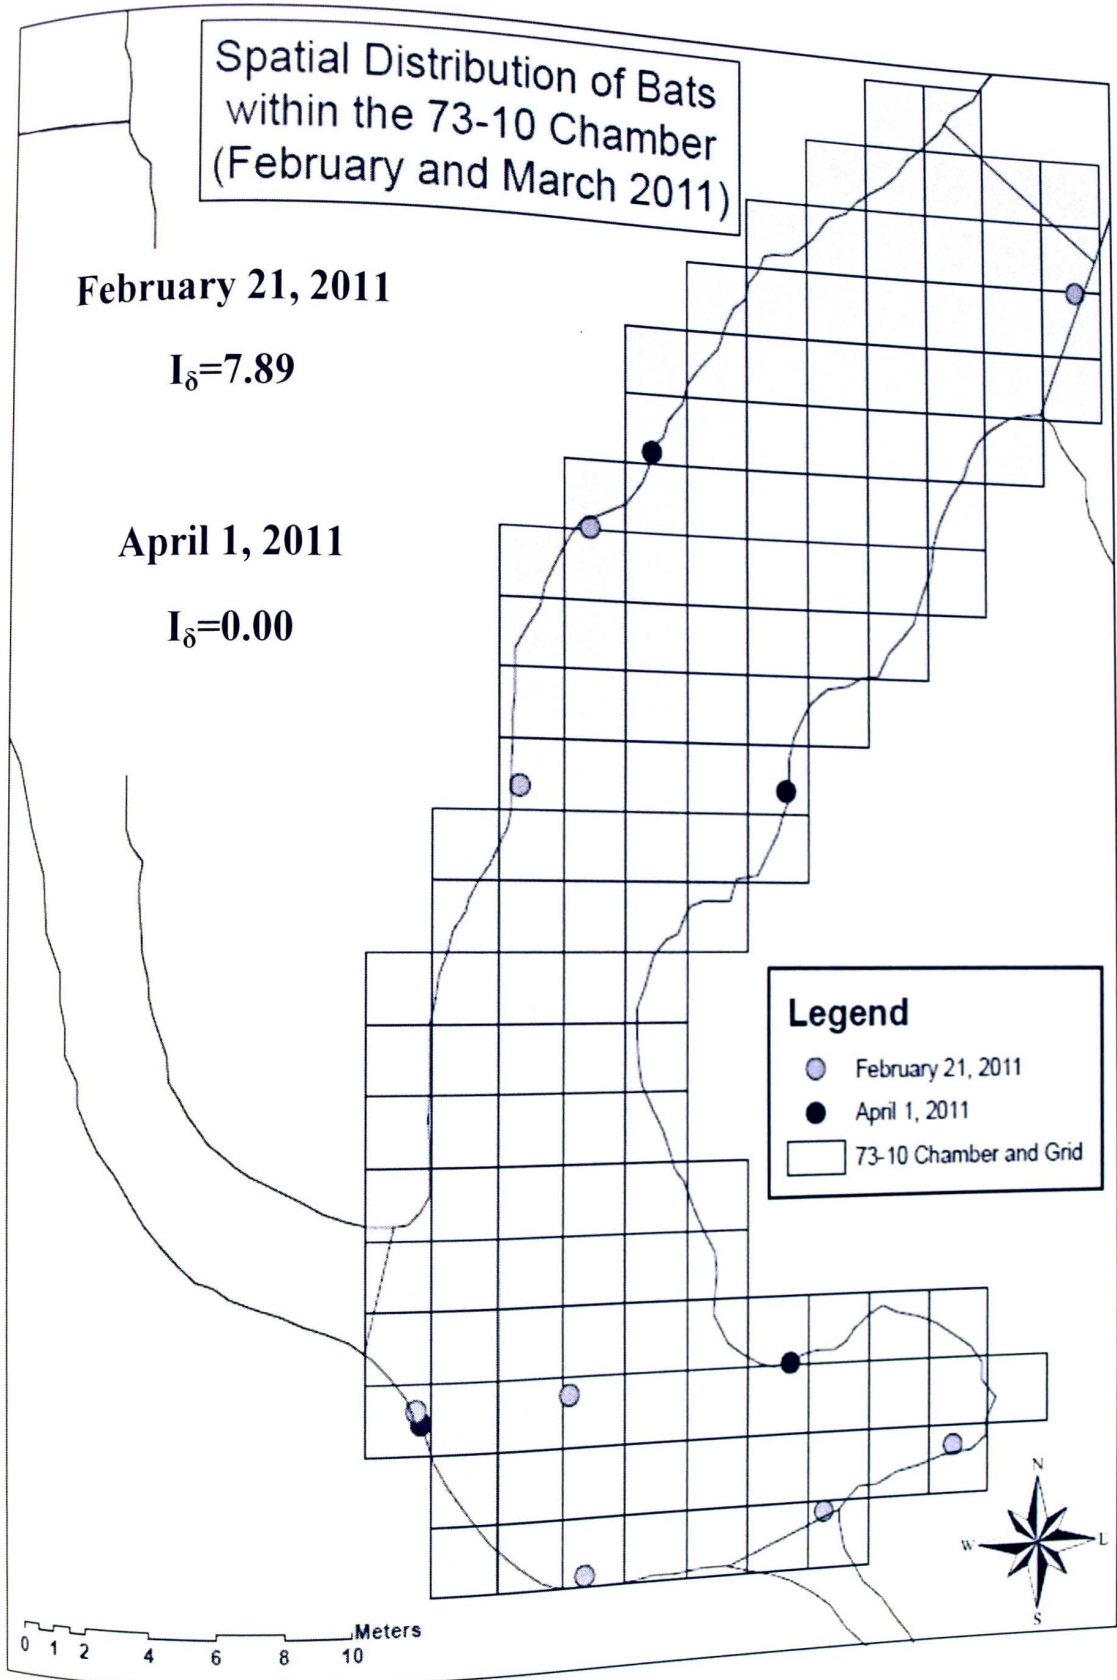 Spatial Distribution of Bats
within the 73-10 Chamber
(February and March 2011)
February 21, 2011
Iδ=7.89
April 1, 2011
Iδ=0.00
Legend
February 21, 2011
April 1, 2011
73-10 Chamber and Grid
N
W
E
S
Meters
0 1 2 4 6 8 10